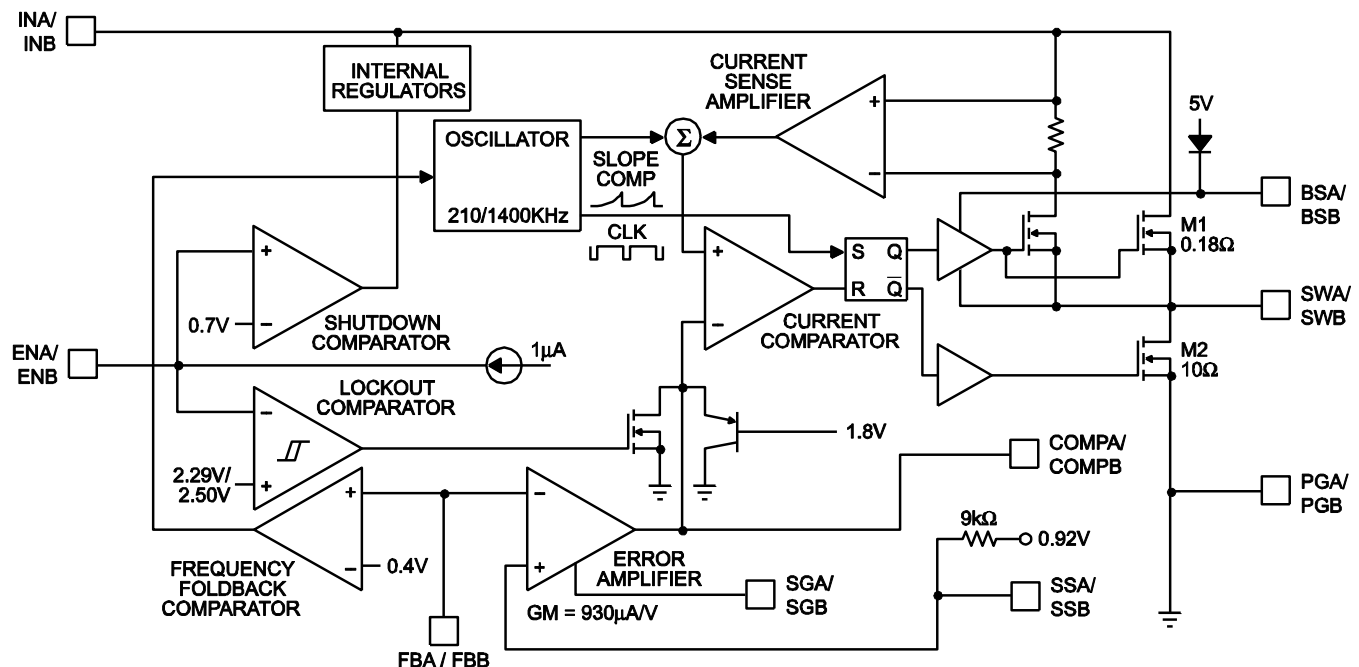 INA/
INB
INTERNAL
REGULATORS
CURRENT
SENSE
AMPLIFIER
+
−
5V
OSCILLATOR
210/1400KHz
Σ
SLOPE
COMP
CLK
BSA/
BSB
M1
0.18Ω
+
−
0.7V
SHUTDOWN
COMPARATOR
+
−
CURRENT
COMPARATOR
S Q
R Q̅
SWA/
SWB
ENA/
ENB
1μA
M2
10Ω
LOCKOUT
COMPARATOR
−
+
2.29V/
2.50V
1.8V
COMPA/
COMPB
+
−
0.4V
FREQUENCY
FOLDBACK
COMPARATOR
−
+
ERROR
AMPLIFIER
GM = 930μA/V
PGA/
PGB
9kΩ
0.92V
SGA/
SGB
SSA/
SSB
FBA / FBB